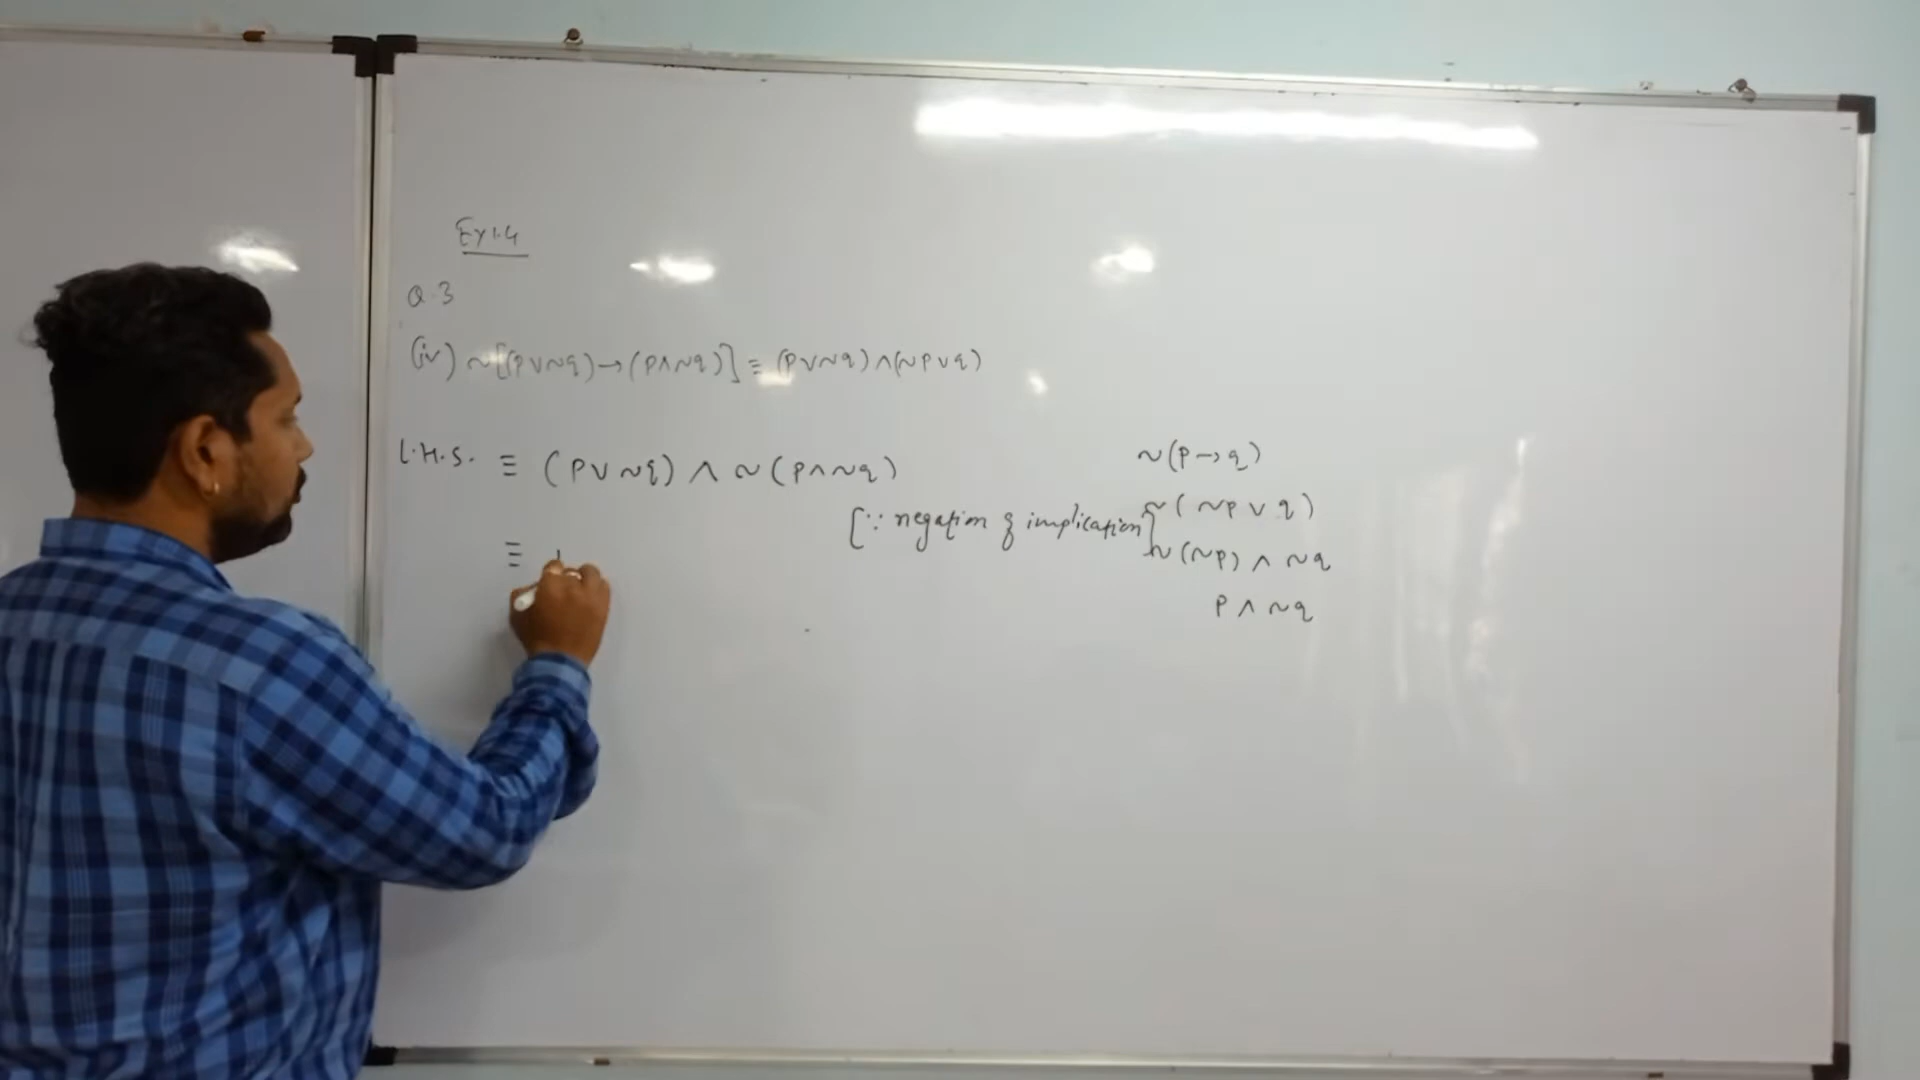 Ex 1.4
Q.3
(iv) ~[(p∨~q)→(p∧~q)] ≡ (p∨~q)∧(~p∨q)
L.H.S. ≡ (p∨~q) ∧ ~(p∧~q)
[∵ negation of implication]
≡
~(p→q)
~(~p∨q)
~(~p) ∧ ~q
p ∧ ~q